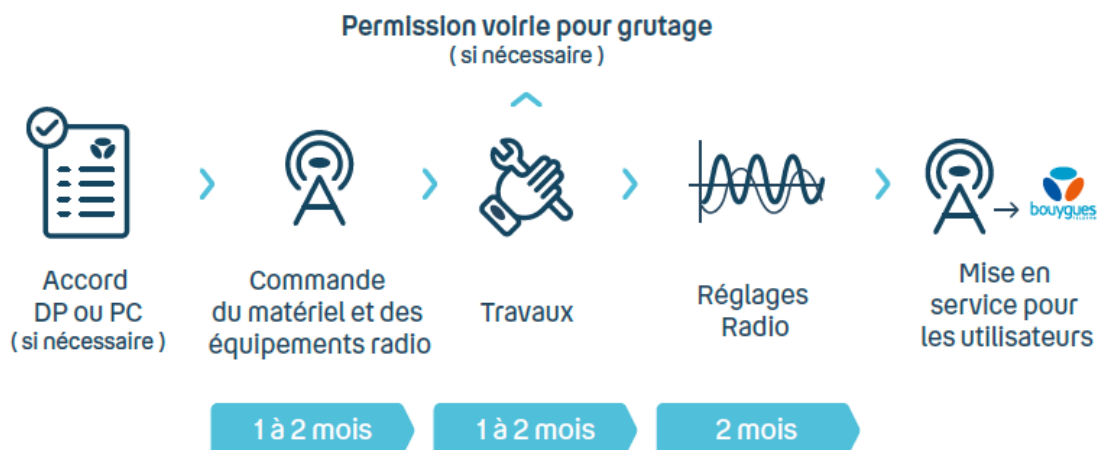 Permission voirie pour grutage
( si nécessaire )
Accord
DP ou PC
( si nécessaire )
Commande
du matériel et des
équipements radio
Travaux
Réglages
Radio
bouygues
TELECOM
Mise en
service pour
les utilisateurs
1 à 2 mois
1 à 2 mois
2 mois